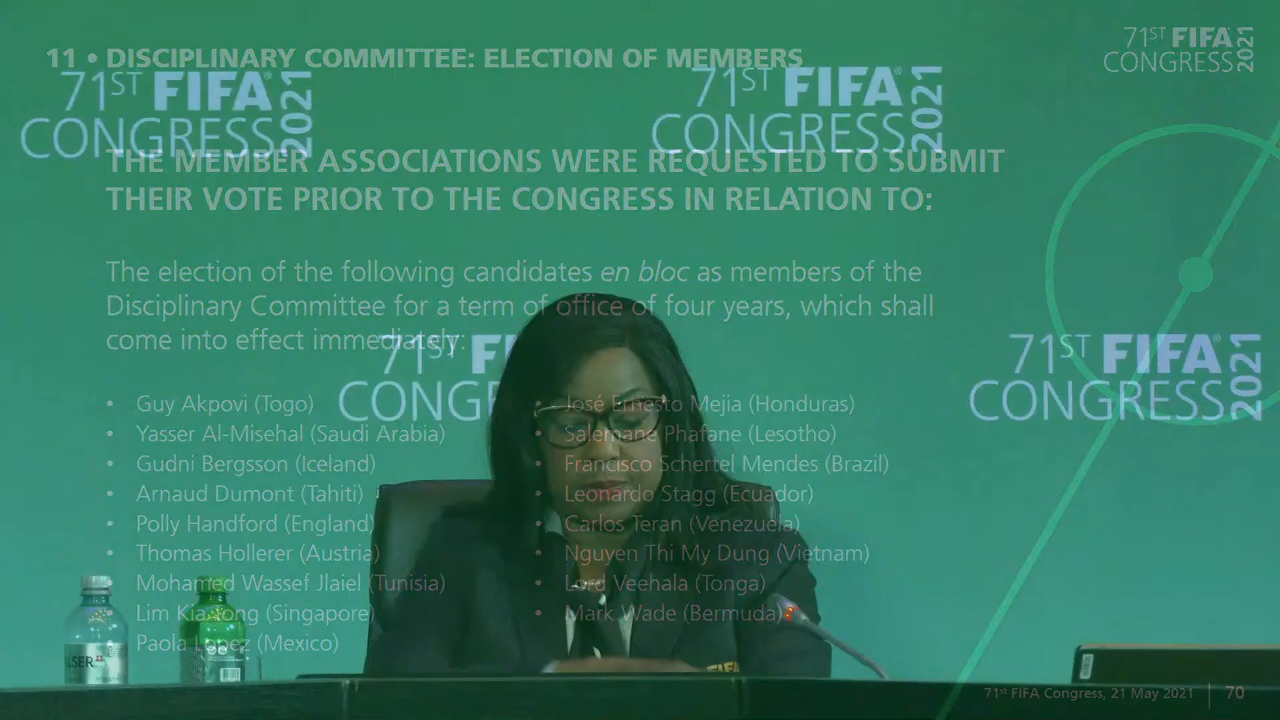 11 • DISCIPLINARY COMMITTEE: ELECTION OF MEMBERS
71ST FIFA
CONGRESS 2021
71ST FIFA®
CONGRESS 2021
71ST FIFA®
CONGRESS 2021
THE MEMBER ASSOCIATIONS WERE REQUESTED TO SUBMIT
THEIR VOTE PRIOR TO THE CONGRESS IN RELATION TO:
The election of the following candidates en bloc as members of the
Disciplinary Committee for a term of office of four years, which shall
come into effect immediately:
71ST FI
CONGR
71ST FIFA®
CONGRESS 2021
• Guy Akpovi (Togo)
• Yasser Al-Misehal (Saudi Arabia)
• Gudni Bergsson (Iceland)
• Arnaud Dumont (Tahiti)
• Polly Handford (England)
• Thomas Hollerer (Austria)
• Mohamed Wassef Jlaiel (Tunisia)
• Lim Kia Tong (Singapore)
• Paola López (Mexico)
• José Ernesto Mejia (Honduras)
• Salemane Phafane (Lesotho)
• Francisco Schertel Mendes (Brazil)
• Leonardo Stagg (Ecuador)
• Carlos Teran (Venezuela)
• Nguyen Thi My Dung (Vietnam)
• Lord Veehala (Tonga)
• Mark Wade (Bermuda)
LSER
FIFA
71st FIFA Congress, 21 May 2021 | 70